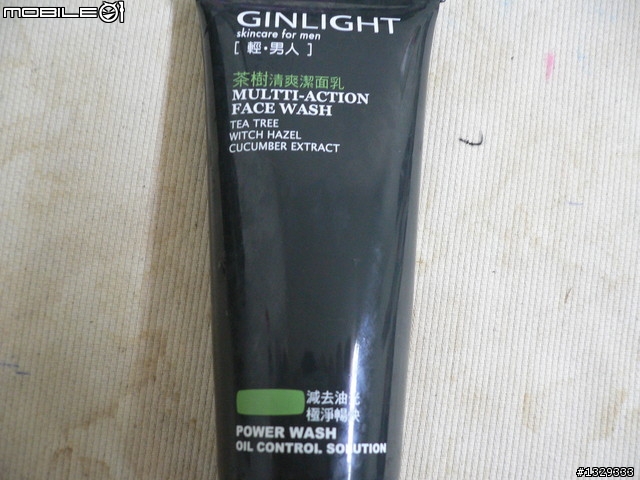 MOBILE01
GINLIGHT
skincare for men
[ 輕·男人 ]
茶樹清爽潔面乳
MULTTI-ACTION
FACE WASH
TEA TREE
WITCH HAZEL
CUCUMBER EXTRACT
減去油光
極淨暢快
POWER WASH
OIL CONTROL SOLUTION
#1329333